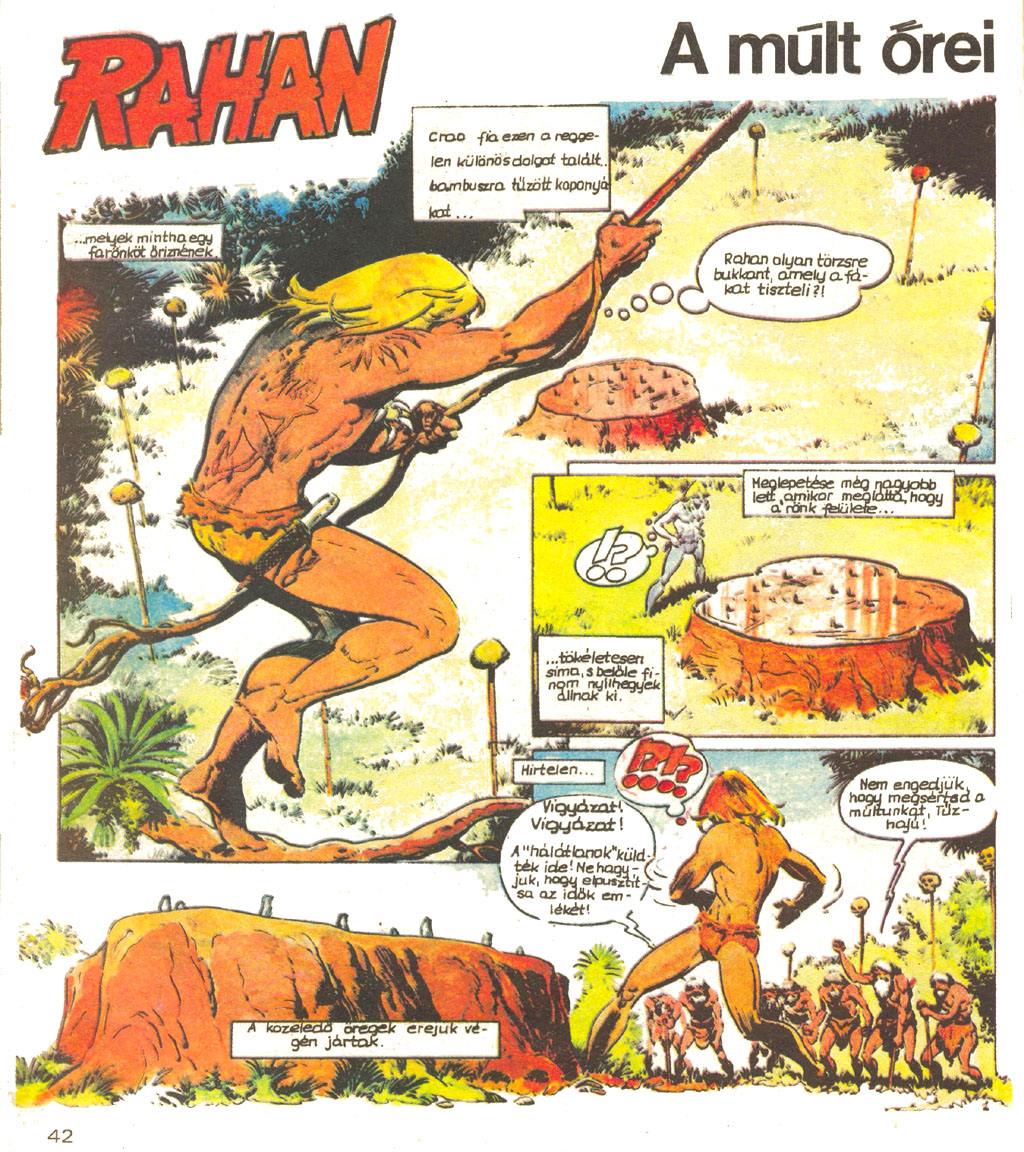 RAHAN
A múlt őrei
Crao fia ezen a regge-
len különös dolgot talált..
bambuszra tűzött koponyá
kat ...
...melyek mintha egy
farönköt őriznének
Rahan olyan törzsre
bukkant, amely a fá-
kat tiszteli?!
Meglepetése még nagyobb
lett, amikor meglátta, hogy
a rönk felülete...
!?
...tökéletesen
sima, s belőle fi-
nom nyílhegyek
állnak ki.
Hirtelen...
?!?
Vigyázat!
Vigyázat!
A "hálátlanok" küld-
ték ide! Ne hagy-
juk, hogy elpusztít-
sa az idők em-
lékét!
Nem engedjük,
hogy megsértsd a
múltunkat, Tűz-
hajú!
A közeledő öregek erejük vé-
gén jártak.
42